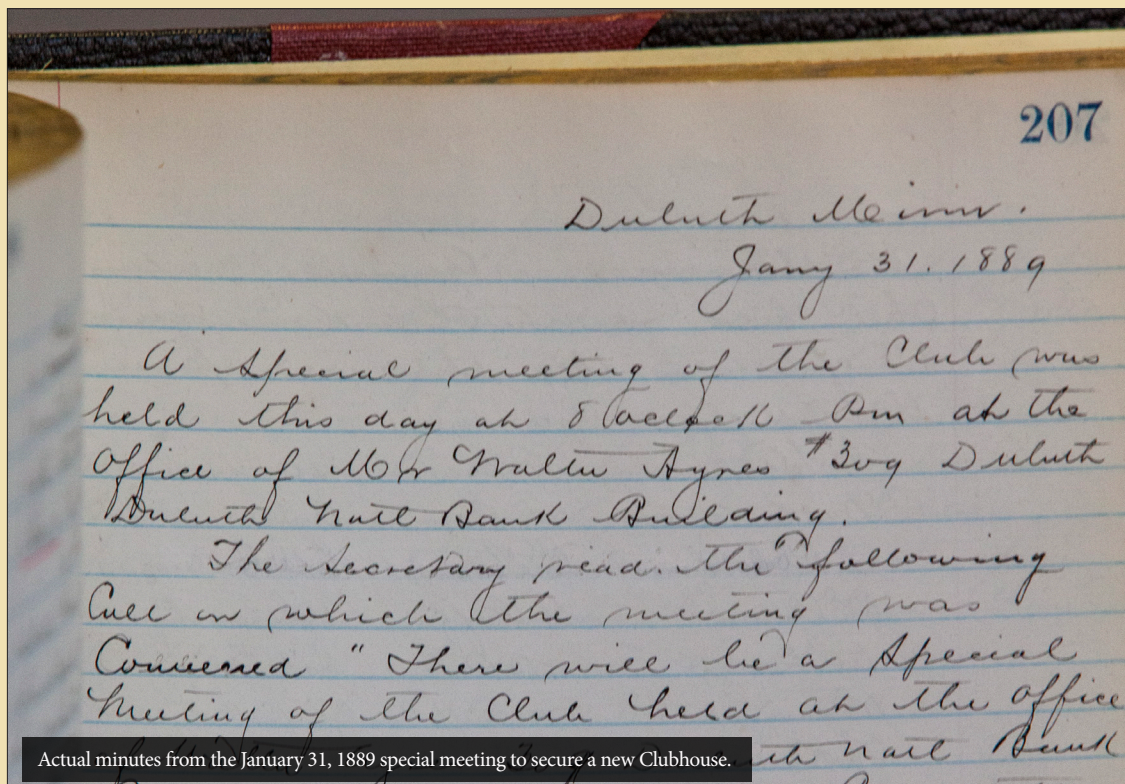 207
Duluth Minn.
Jany 31. 1889
A Special meeting of the Club was
held this day at 8 oclock Pm at the
Office of Mr Walter Ayres #309 Duluth
Duluth Natl Bank Building.
The Secretary read the following
Call on which the meeting was
Convened " There will be a Special
Meeting of the Club held at the office
Duluth Natl Bank
Actual minutes from the January 31, 1889 special meeting to secure a new Clubhouse.